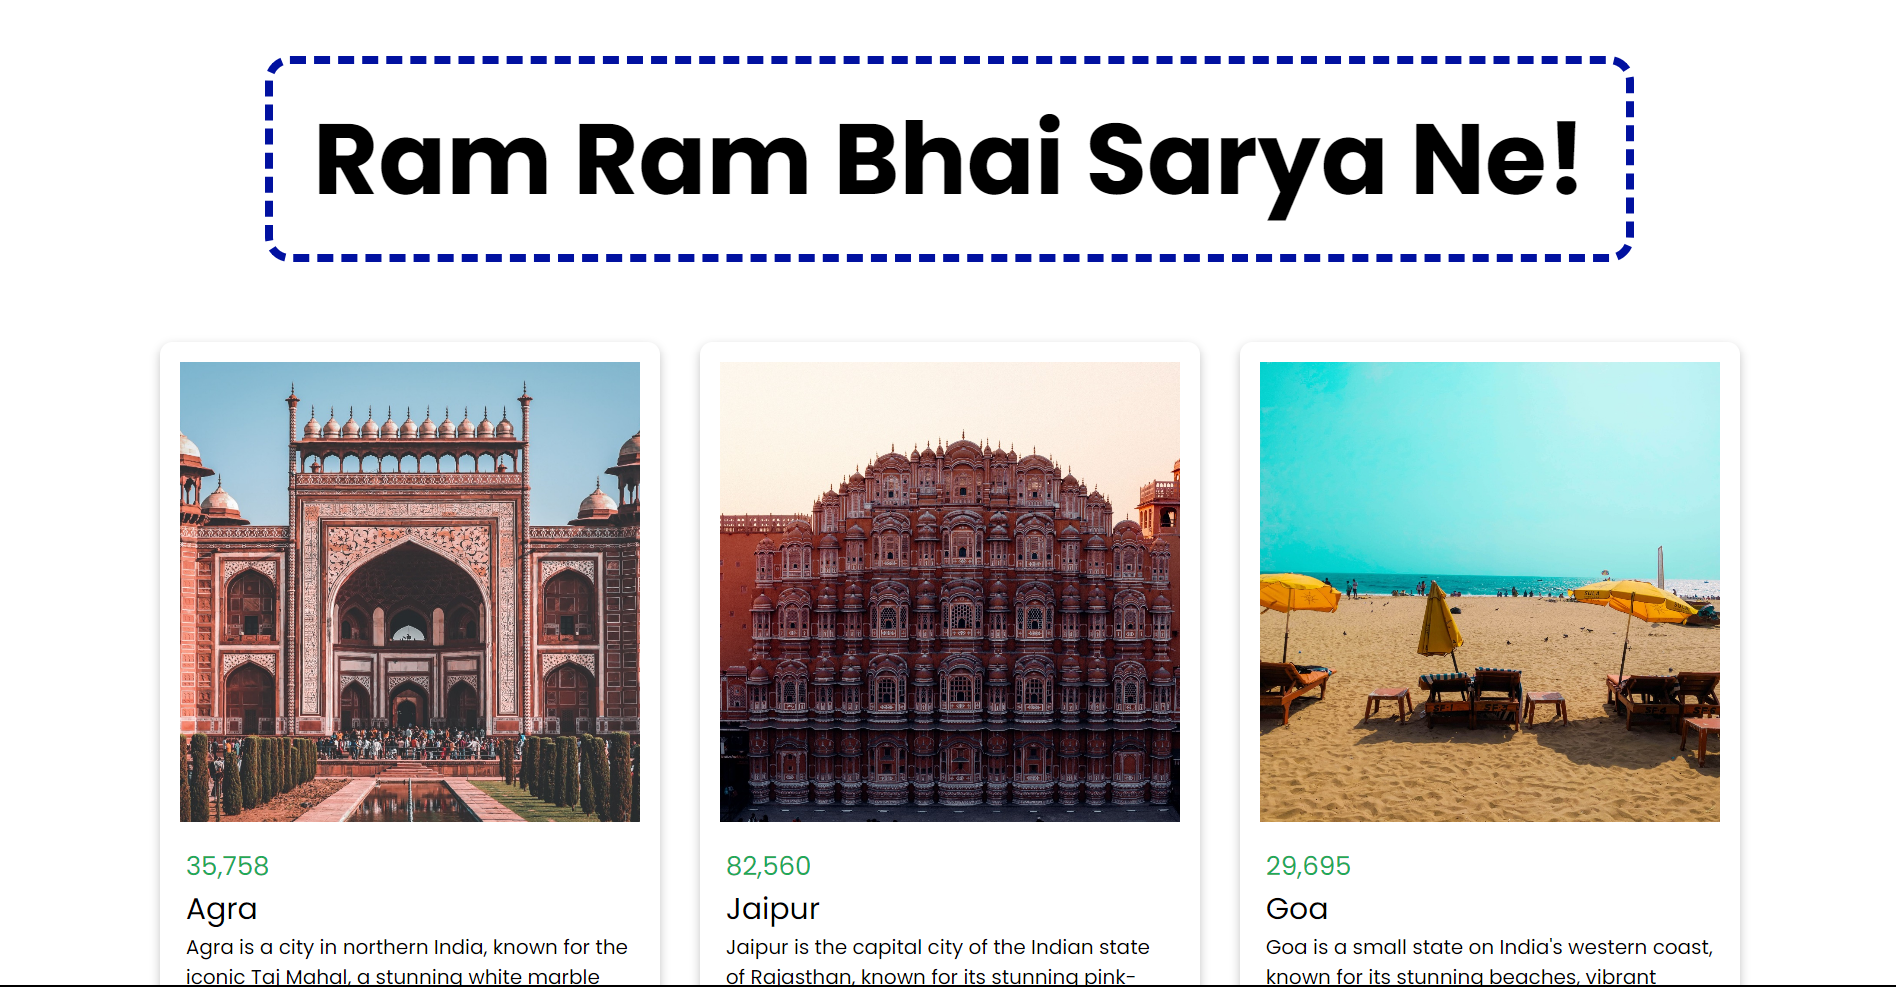 Ram Ram Bhai Sarya Ne!
35,758
Agra
Agra is a city in northern India, known for the
iconic Taj Mahal, a stunning white marble
82,560
Jaipur
Jaipur is the capital city of the Indian state
of Rajasthan, known for its stunning pink-
29,695
Goa
Goa is a small state on India's western coast,
known for its stunning beaches, vibrant